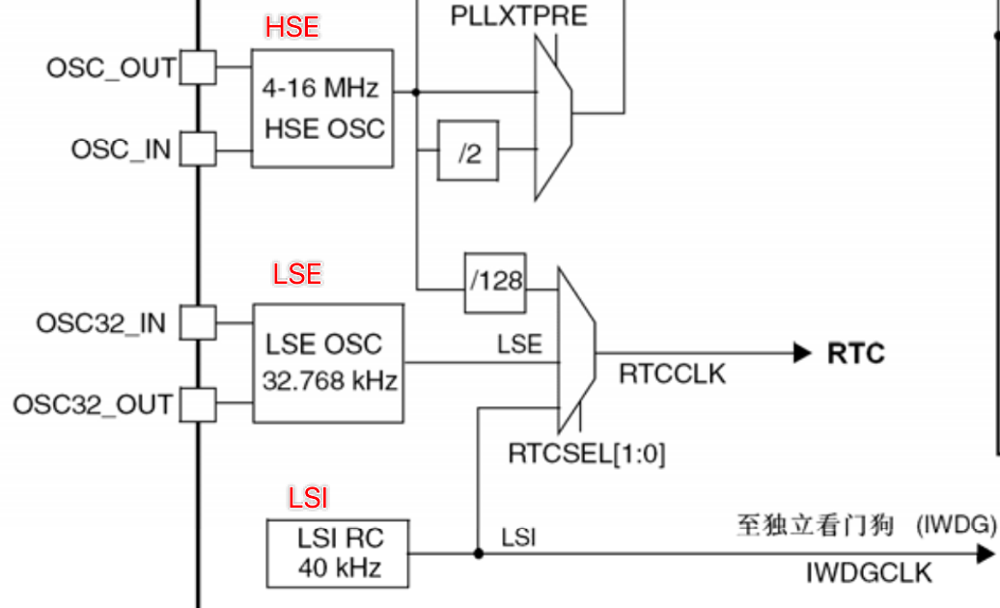 PLLXTPRE
HSE
OSC_OUT
4-16 MHz
HSE OSC
OSC_IN
/2
/128
LSE
OSC32_IN
LSE OSC
32.768 kHz
LSE
RTC
RTCCLK
OSC32_OUT
RTCSEL[1:0]
LSI
LSI RC
40 kHz
LSI
至独立看门狗 (IWDG)
IWDGCLK